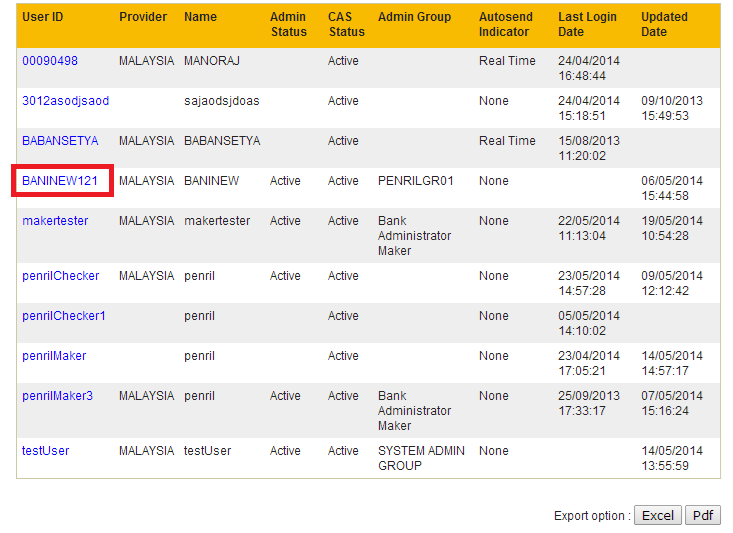 User ID Provider Name Admin Status CAS Status Admin Group Autosend Indicator Last Login Date Updated Date
00090498 MALAYSIA MANORAJ Active Real Time 24/04/2014 16:48:44
3012asodjsaod sajaodsjdoas Active None 24/04/2014 15:18:51 09/10/2013 15:49:53
BABANSETYA MALAYSIA BABANSETYA Active Real Time 15/08/2013 11:20:02
BANINEW121 MALAYSIA BANINEW Active Active PENRILGR01 None 06/05/2014 15:44:58
makertester MALAYSIA makertester Active Active Bank Administrator Maker None 22/05/2014 11:13:04 19/05/2014 10:54:28
penrilChecker MALAYSIA penril Active Active None 23/05/2014 14:57:28 09/05/2014 12:12:42
penrilChecker1 penril Active None 05/05/2014 14:10:02
penrilMaker penril Active None 23/04/2014 17:05:21 14/05/2014 14:57:17
penrilMaker3 MALAYSIA penril Active Active Bank Administrator Maker None 25/09/2013 17:33:17 07/05/2014 15:16:24
testUser MALAYSIA testUser Active Active SYSTEM ADMIN GROUP None 14/05/2014 13:55:59
Export option : Excel Pdf